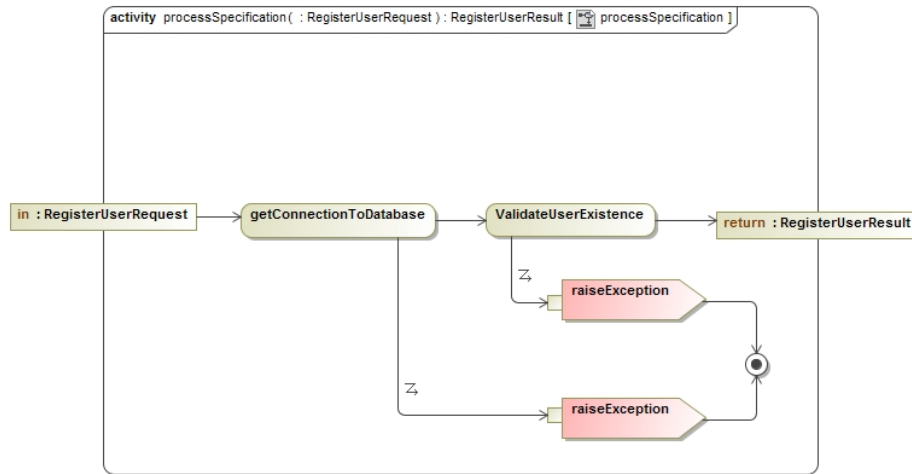 activity processSpecification( : RegisterUserRequest ) : RegisterUserResult [ processSpecification ]
in : RegisterUserRequest
getConnectionToDatabase
ValidateUserExistence
return : RegisterUserResult
raiseException
raiseException